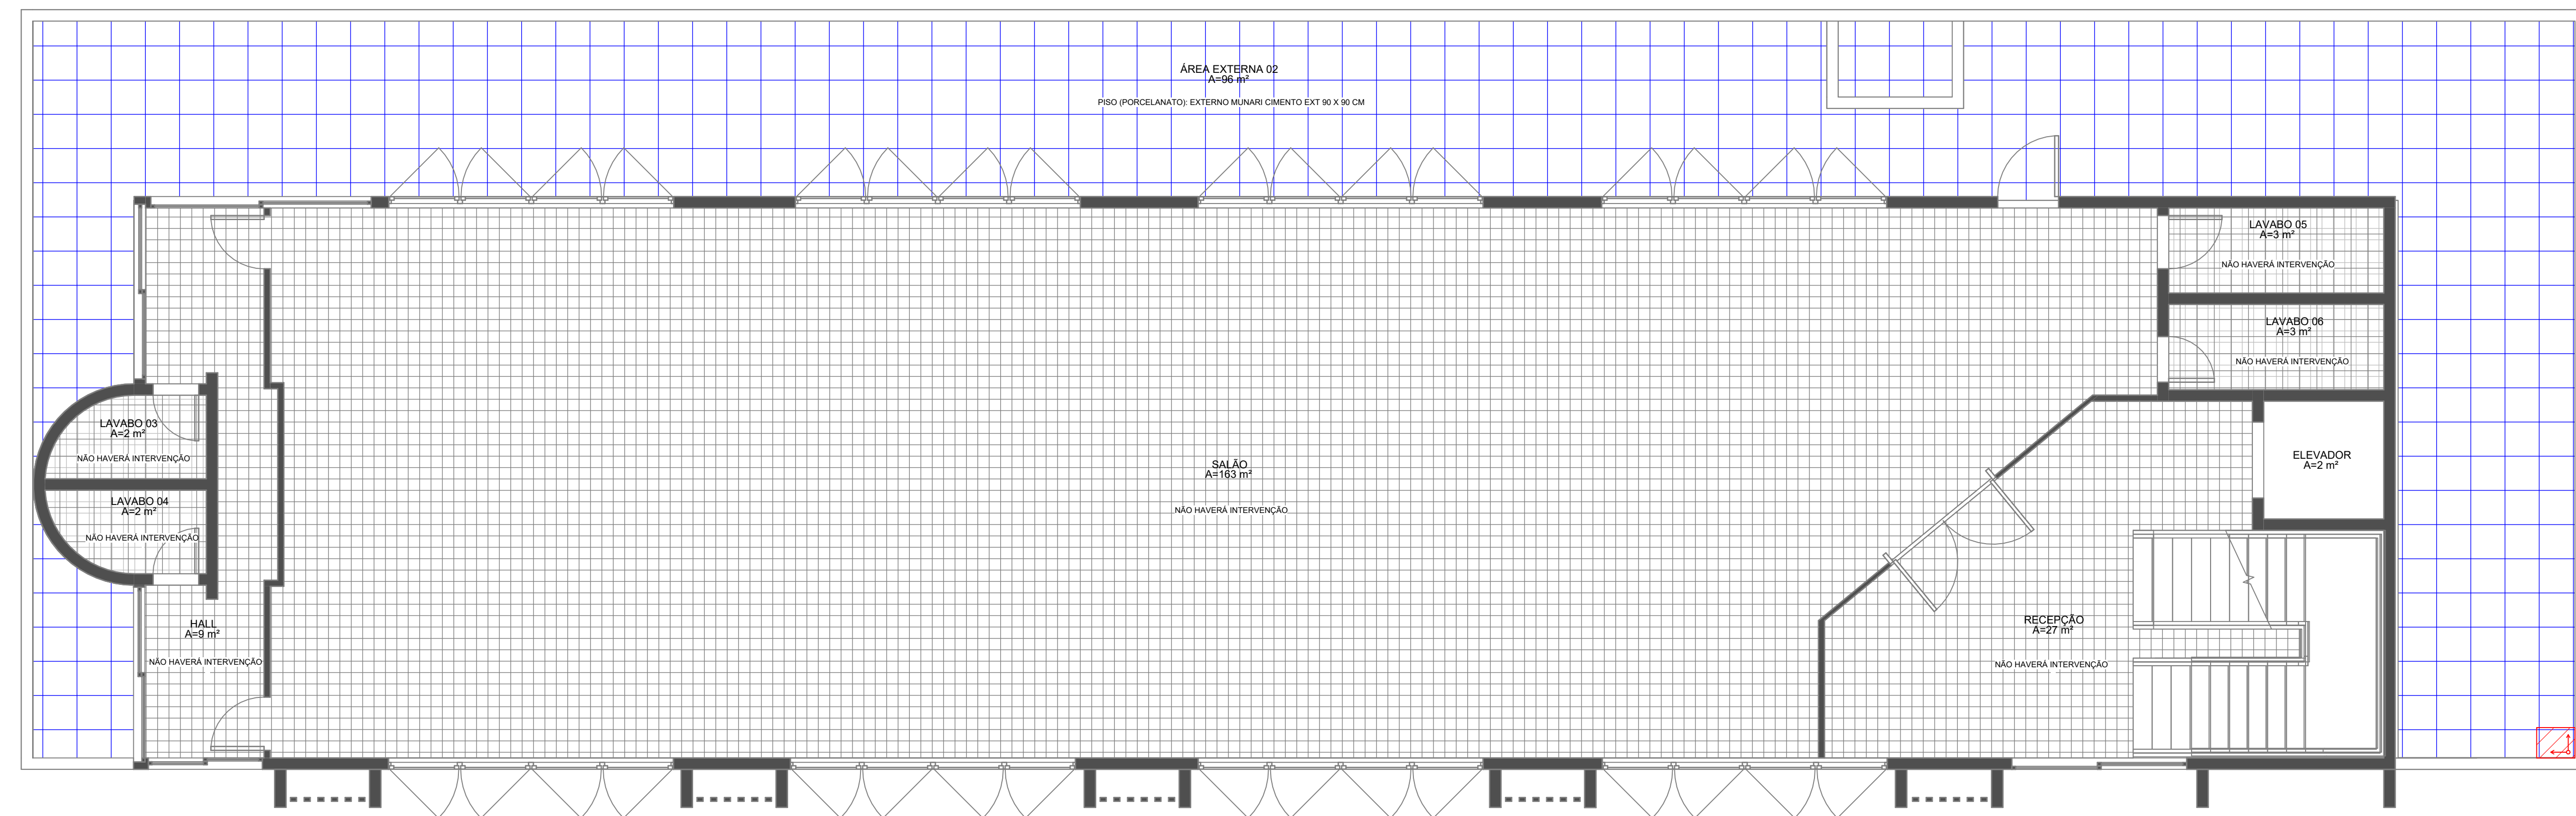 ÁREA EXTERNA 02
A=96 m²
PISO (PORCELANATO): EXTERNO MUNARI CIMENTO EXT 90 X 90 CM
LAVABO 05
A=3 m²
NÃO HAVERÁ INTERVENÇÃO
LAVABO 06
A=3 m²
NÃO HAVERÁ INTERVENÇÃO
LAVABO 03
A=2 m²
NÃO HAVERÁ INTERVENÇÃO
LAVABO 04
A=2 m²
NÃO HAVERÁ INTERVENÇÃO
SALÃO
A=163 m²
NÃO HAVERÁ INTERVENÇÃO
ELEVADOR
A=2 m²
HALL
A=9 m²
NÃO HAVERÁ INTERVENÇÃO
RECEPÇÃO
A=27 m²
NÃO HAVERÁ INTERVENÇÃO